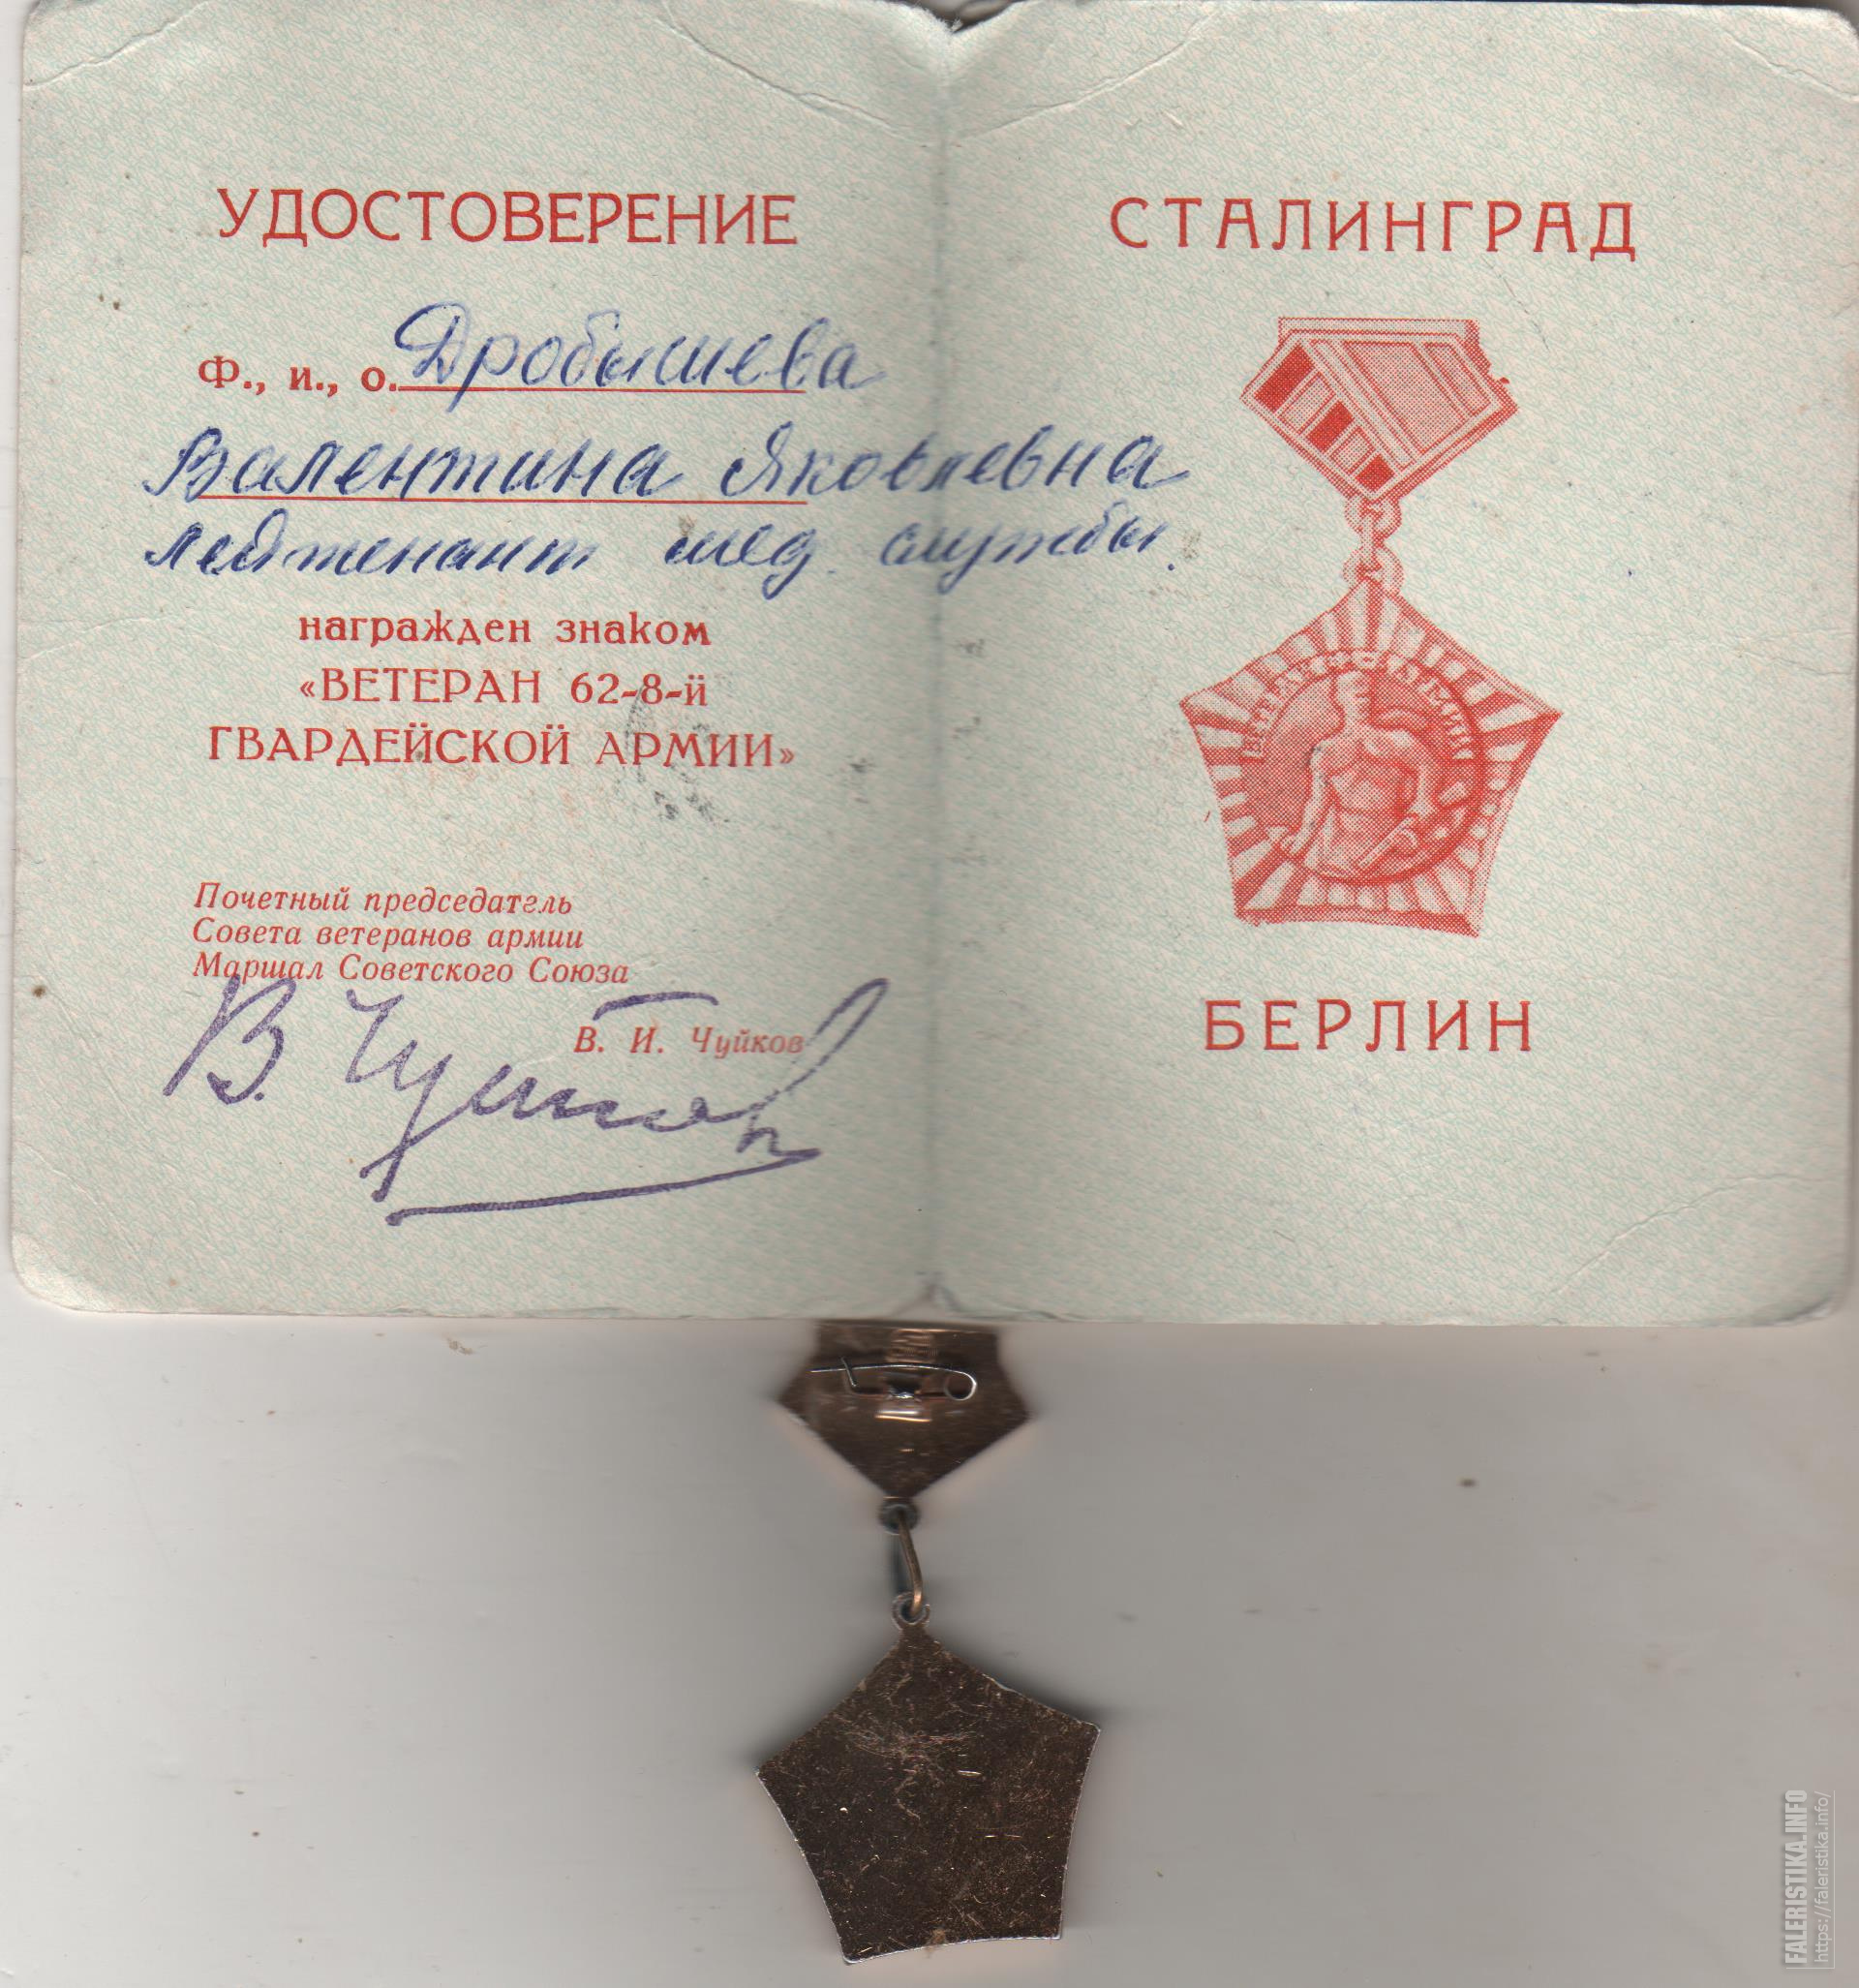 УДОСТОВЕРЕНИЕ
Ф., и., о. Дробышева
Валентина Яковлевна
лейтенант мед. службы.
награжден знаком
«ВЕТЕРАН 62-8-й
ГВАРДЕЙСКОЙ АРМИИ»
Почетный председатель
Совета ветеранов армии
Маршал Советского Союза
В. И. Чуйков
В. Чуйков
СТАЛИНГРАД
БЕРЛИН
FALERISTIKA.INFO
https://faleristika.info/